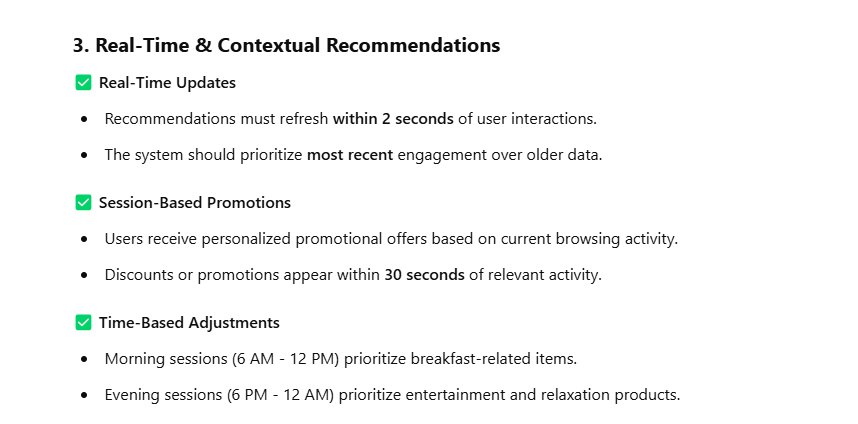 3. Real-Time & Contextual Recommendations
✅ Real-Time Updates
• Recommendations must refresh within 2 seconds of user interactions.
• The system should prioritize most recent engagement over older data.
✅ Session-Based Promotions
• Users receive personalized promotional offers based on current browsing activity.
• Discounts or promotions appear within 30 seconds of relevant activity.
✅ Time-Based Adjustments
• Morning sessions (6 AM - 12 PM) prioritize breakfast-related items.
• Evening sessions (6 PM - 12 AM) prioritize entertainment and relaxation products.